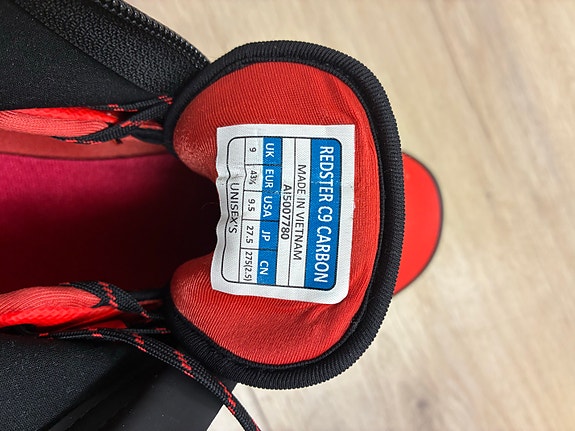 REDSTER C9 CARBON
MADE IN VIETNAM
AI5007780
UK EUR USA JP CN
9 43⅓ 9.5 27.5 275(2.5)
UNISEX'S